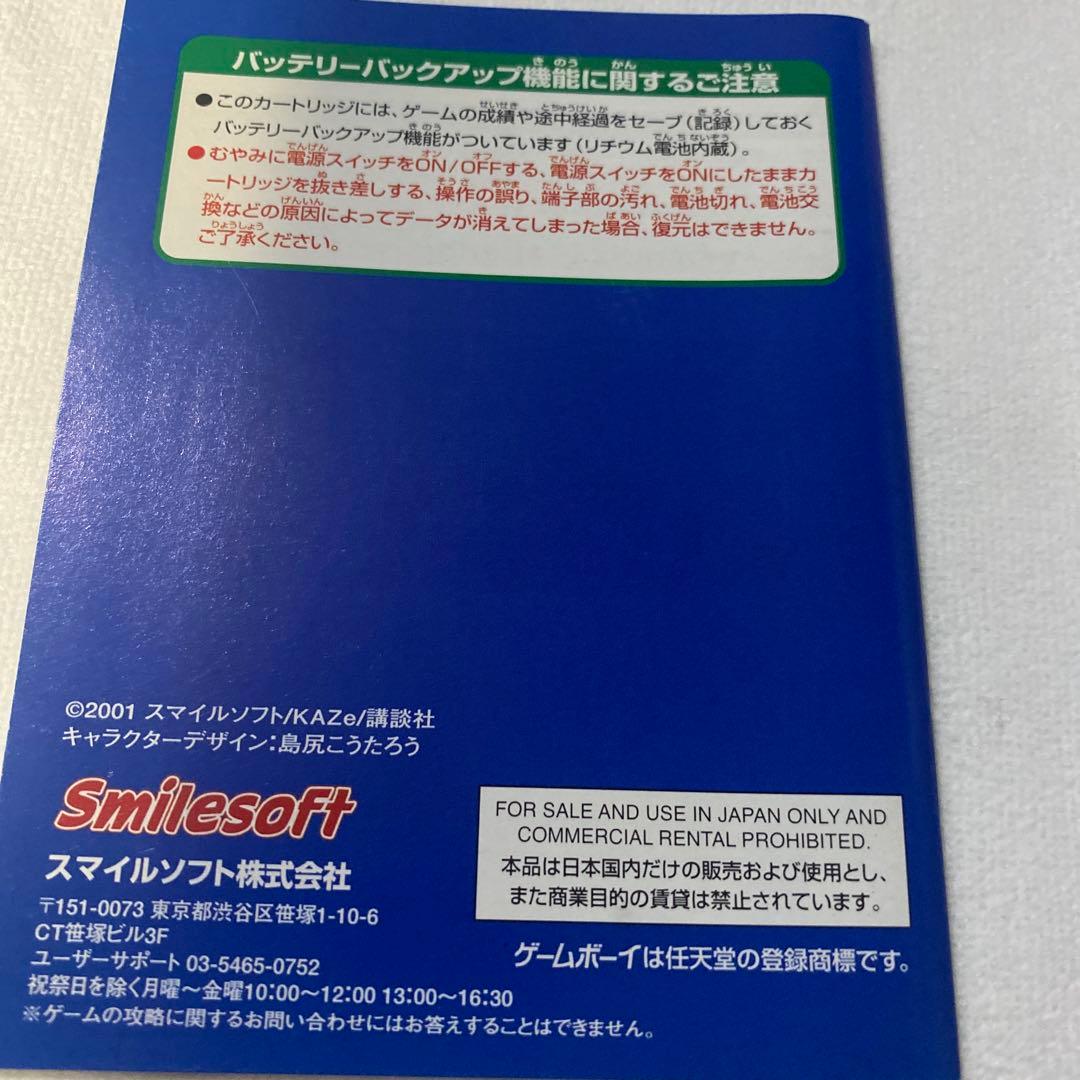 バッテリーバックアップ機能に関するご注意
●このカートリッジには、ゲームの成績や途中経過をセーブ(記録)しておく
バッテリーバックアップ機能がついています(リチウム電池内蔵)。
●むやみに電源スイッチをON/OFFする、電源スイッチをONにしたままカ
ートリッジを抜き差しする、操作の誤り、端子部の汚れ、電池切れ、電池交
換などの原因によってデータが消えてしまった場合、復元はできません。
ご了承ください。
©2001 スマイルソフト/KAZe/講談社
キャラクターデザイン:島尻こうたろう
Smilesoft
スマイルソフト株式会社
〒151-0073 東京都渋谷区笹塚1-10-6
CT笹塚ビル3F
ユーザーサポート 03-5465-0752
祝祭日を除く月曜〜金曜10:00〜12:00 13:00〜16:30
※ゲームの攻略に関するお問い合わせにはお答えすることはできません。
FOR SALE AND USE IN JAPAN ONLY AND
COMMERCIAL RENTAL PROHIBITED.
本品は日本国内だけの販売および使用とし、
また商業目的の賃貸は禁止されています。
ゲームボーイは任天堂の登録商標です。